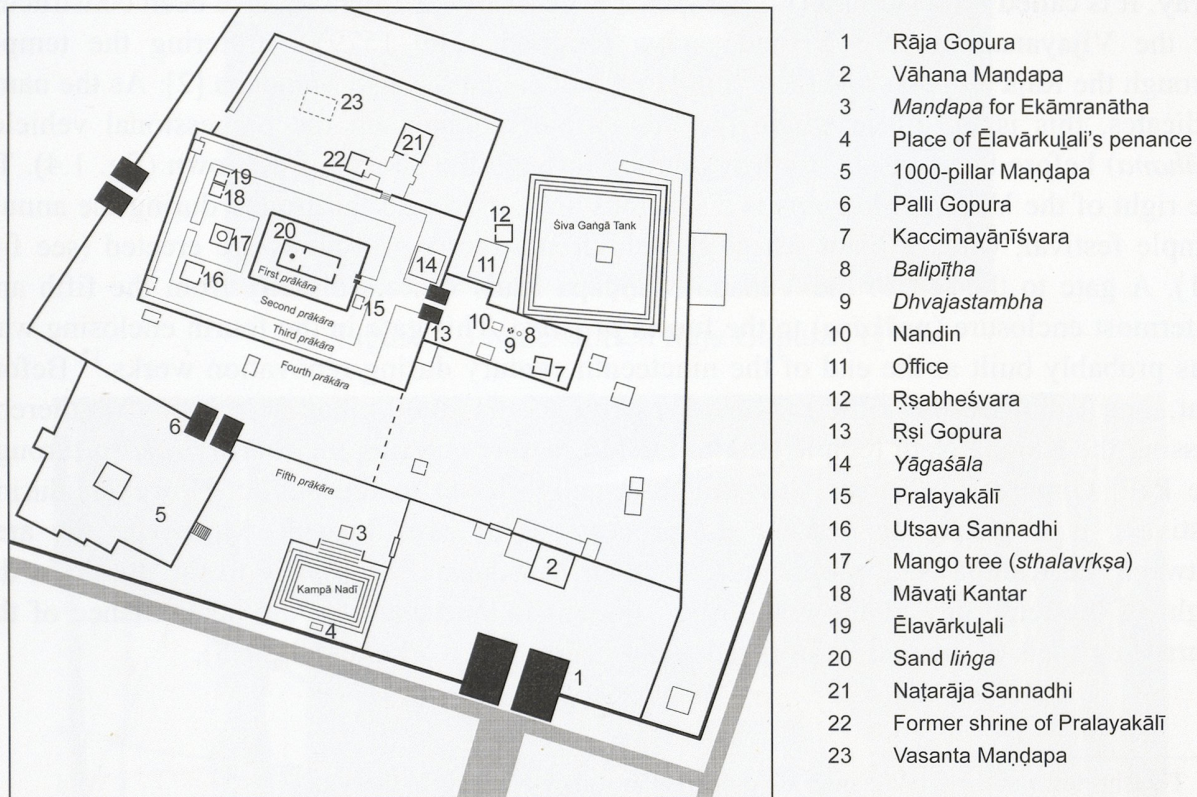 23
21
22
19
18
17
20
16
15
14
12
11
13
10
9
8
7
6
5
3
4
2
1
Śiva Gaṅgā Tank
First prākāra
Second prākāra
Third prākāra
Fourth prākāra
Fifth prākāra
Kampā Nadī
1 Rāja Gopura
2 Vāhana Maṇḍapa
3 Maṇḍapa for Ekāmranātha
4 Place of Ēlavārkuḻali's penance
5 1000-pillar Maṇḍapa
6 Palli Gopura
7 Kaccimayāṉīśvara
8 Balipīṭha
9 Dhvajastambha
10 Nandin
11 Office
12 Ṛṣabheśvara
13 Ṛṣi Gopura
14 Yāgaśāla
15 Pralayakālī
16 Utsava Sannadhi
17 Mango tree (sthalavṛkṣa)
18 Māvaṭi Kantar
19 Ēlavārkuḻali
20 Sand liṅga
21 Naṭarāja Sannadhi
22 Former shrine of Pralayakālī
23 Vasanta Maṇḍapa